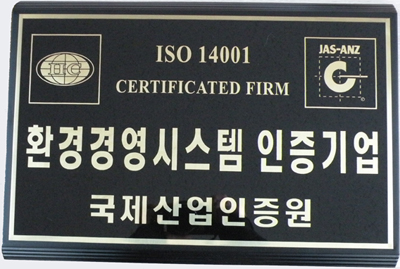 IIC
JAS-ANZ
ISO 14001
CERTIFICATED FIRM
환경경영시스템 인증기업
국제산업인증원